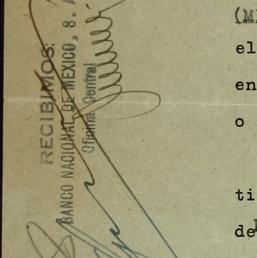 RECIBIMOS:
BANCO NACIONAL DE MEXICO, S. A
Oficina Central
el
en
o
ti
de